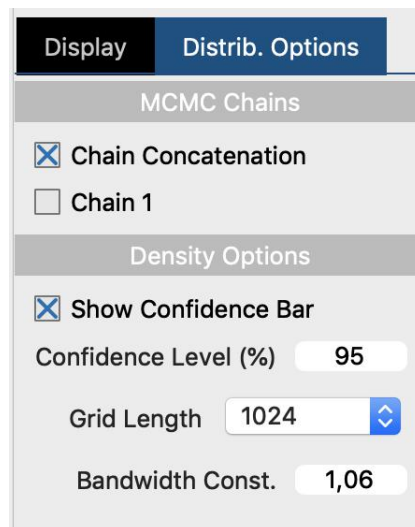 Display Distrib. Options
MCMC Chains
Chain Concatenation
Chain 1
Density Options
Show Confidence Bar
Confidence Level (%) 95
Grid Length 1024
Bandwidth Const. 1,06